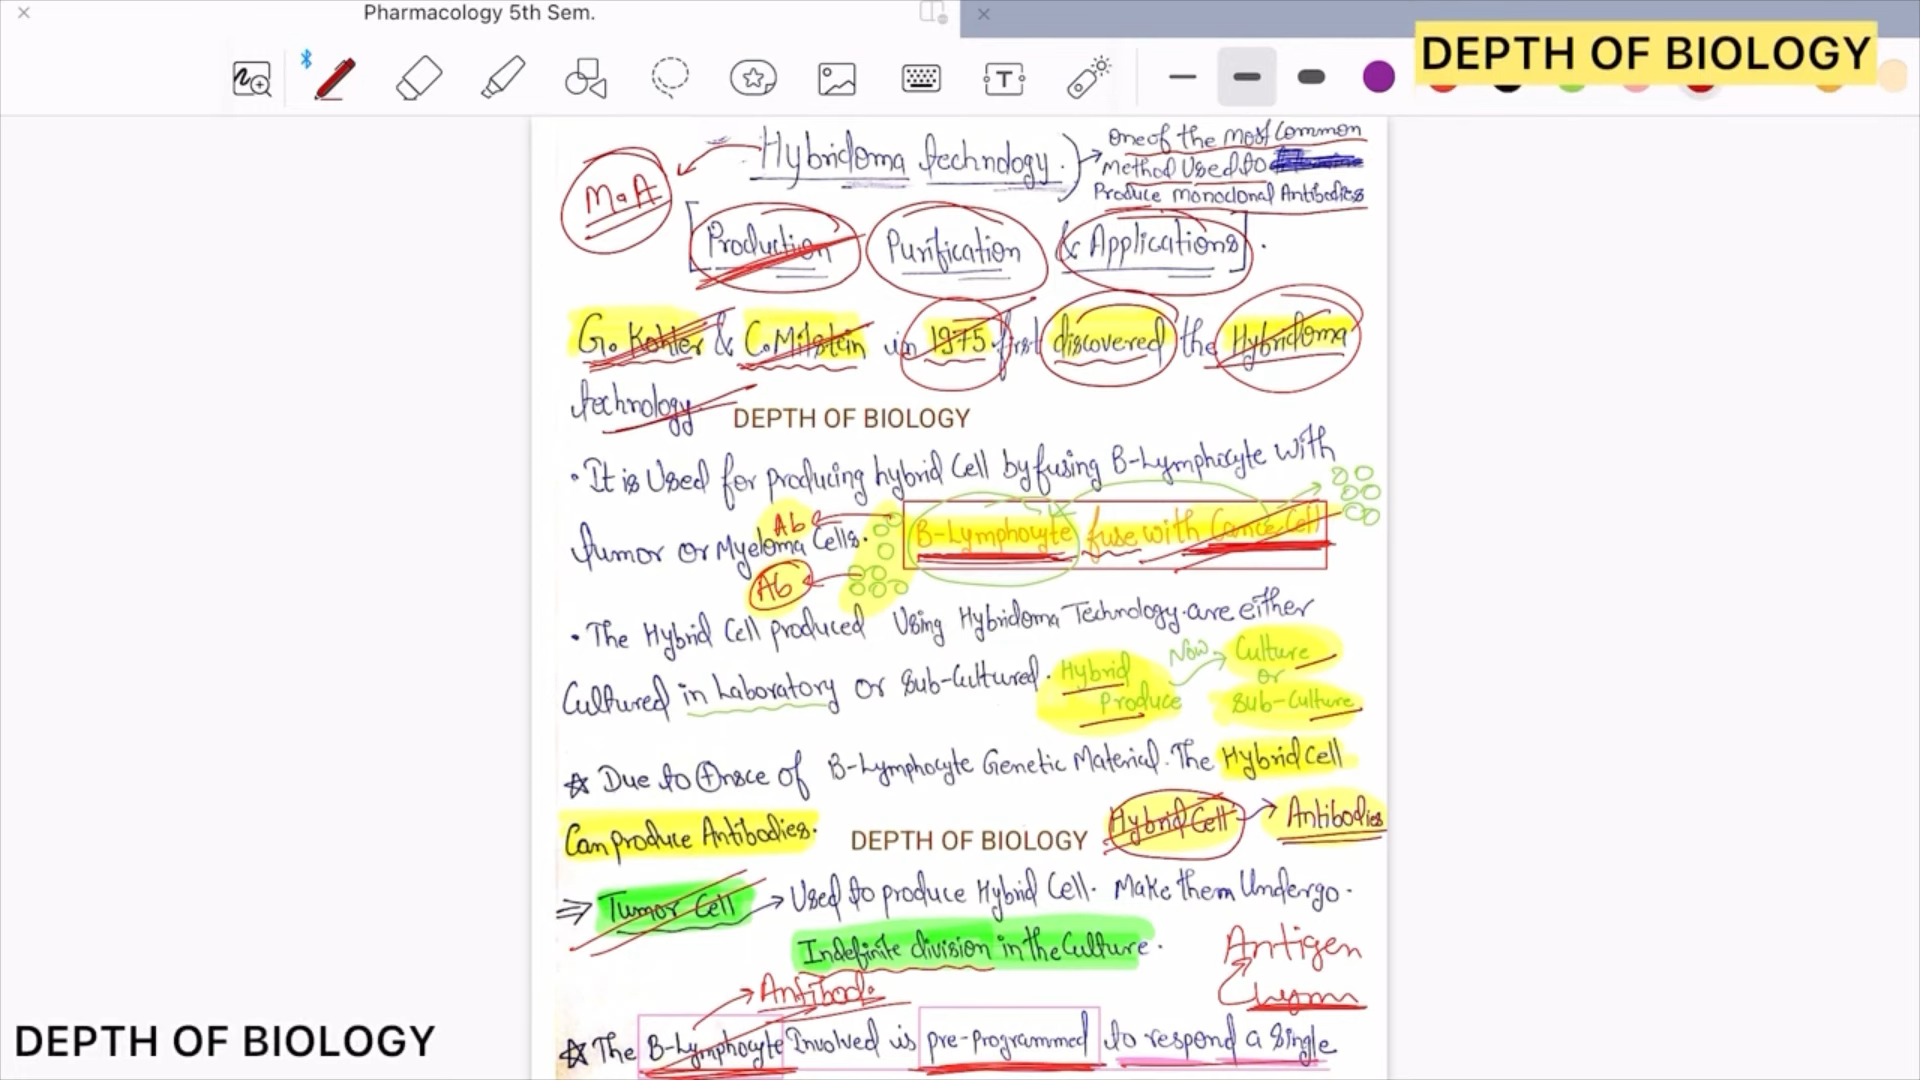 Pharmacology 5th Sem.
DEPTH OF BIOLOGY
Hybridoma technology.
One of the most Common
Method Used to
Produce monoclonal Antibodies
MaA
[Production Purification & Applications].
G. Kohler & C. Milstein in 1975 first discovered the Hybridoma
technology
DEPTH OF BIOLOGY
• It is Used for producing hybrid Cell by fusing B-Lymphocyte with
tumor or Myeloma Cells.
Ab
B-Lymphocyte fuse with Cance Cell
Ab
• The Hybrid Cell produced Using Hybridoma Technology are either
Cultured in Laboratory or Sub-Cultured.
Hybrid Produce
Now
Culture
or
Sub-Culture
☆ Due to ⊕nsce of B-Lymphocyte Genetic Material. The Hybrid Cell
Can produce Antibodies.
DEPTH OF BIOLOGY
Hybrid Cell → Antibodies
⇒ Tumor Cell → Used to produce Hybrid Cell. Make them Undergo.
Indefinite division in the Culture.
Antigen
→ Antibod
☆ The B-Lymphocyte Involved is pre-programmed to respond a Single
DEPTH OF BIOLOGY